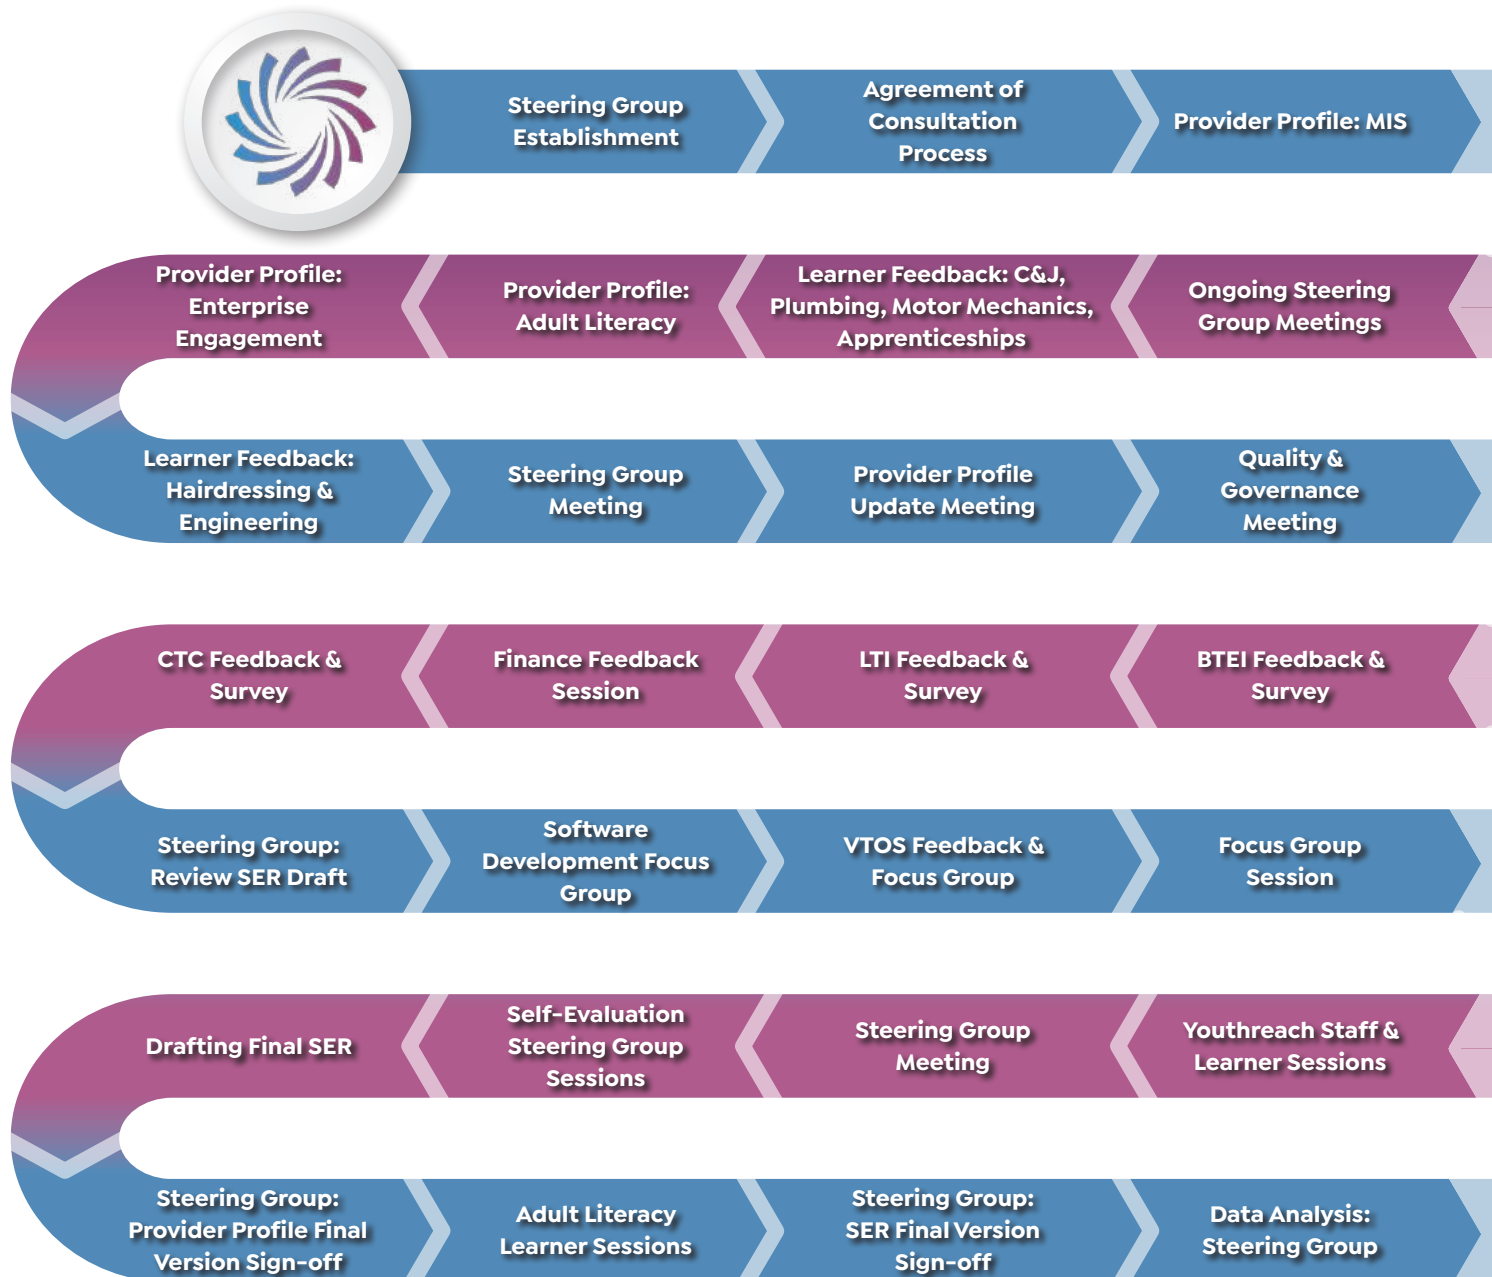 Steering Group
Establishment
Agreement of
Consultation
Process
Provider Profile: MIS
Provider Profile:
Enterprise
Engagement
Provider Profile:
Adult Literacy
Learner Feedback: C&J,
Plumbing, Motor Mechanics,
Apprenticeships
Ongoing Steering
Group Meetings
Learner Feedback:
Hairdressing &
Engineering
Steering Group
Meeting
Provider Profile
Update Meeting
Quality &
Governance
Meeting
CTC Feedback &
Survey
Finance Feedback
Session
LTI Feedback &
Survey
BTEI Feedback &
Survey
Steering Group:
Review SER Draft
Software
Development Focus
Group
VTOS Feedback &
Focus Group
Focus Group
Session
Drafting Final SER
Self-Evaluation
Steering Group
Sessions
Steering Group
Meeting
Youthreach Staff &
Learner Sessions
Steering Group:
Provider Profile Final
Version Sign-off
Adult Literacy
Learner Sessions
Steering Group:
SER Final Version
Sign-off
Data Analysis:
Steering Group